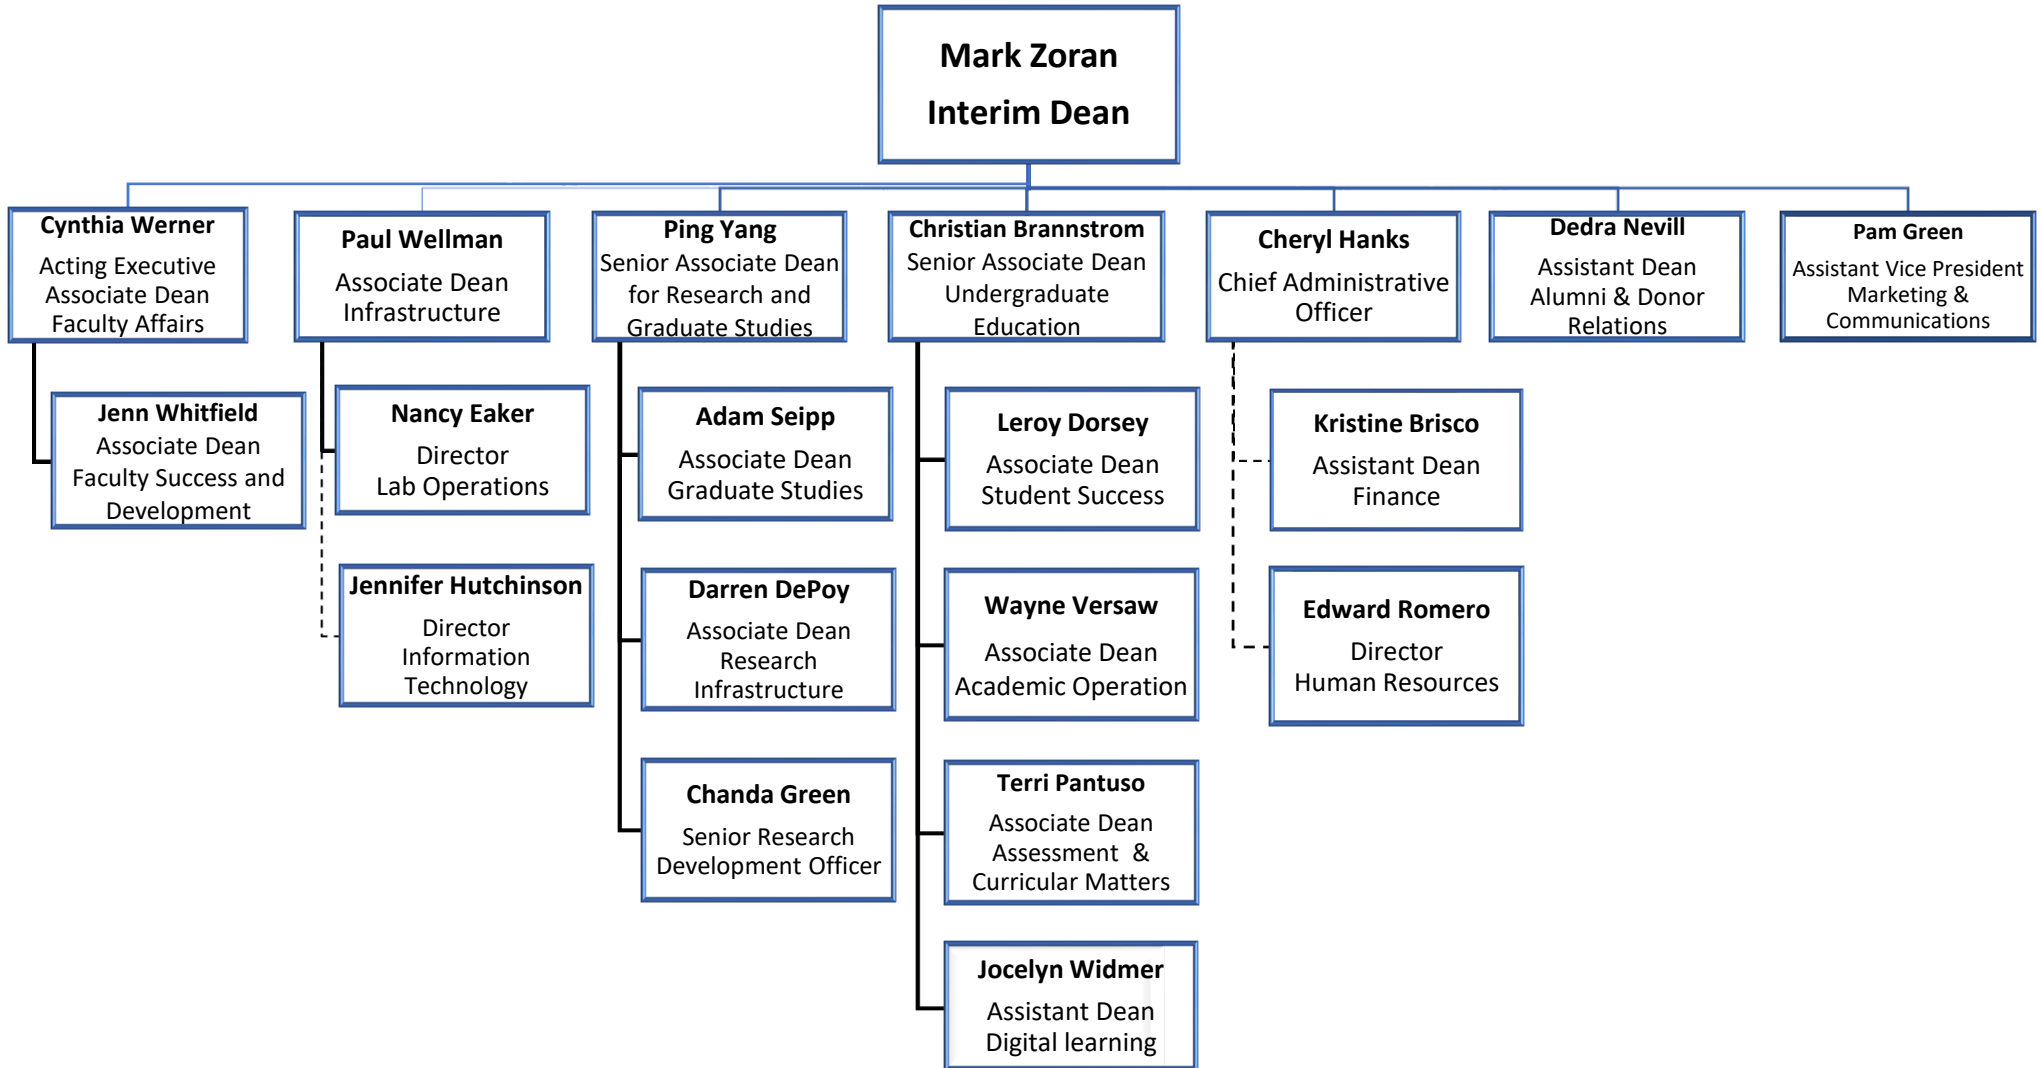 Mark Zoran
Interim Dean
Cynthia Werner
Acting Executive
Associate Dean
Faculty Affairs
Paul Wellman
Associate Dean
Infrastructure
Ping Yang
Senior Associate Dean
for Research and
Graduate Studies
Christian Brannstrom
Senior Associate Dean
Undergraduate
Education
Cheryl Hanks
Chief Administrative
Officer
Dedra Nevill
Assistant Dean
Alumni & Donor
Relations
Pam Green
Assistant Vice President
Marketing &
Communications
Jenn Whitfield
Associate Dean
Faculty Success and
Development
Nancy Eaker
Director
Lab Operations
Adam Seipp
Associate Dean
Graduate Studies
Leroy Dorsey
Associate Dean
Student Success
Kristine Brisco
Assistant Dean
Finance
Jennifer Hutchinson
Director
Information
Technology
Darren DePoy
Associate Dean
Research
Infrastructure
Wayne Versaw
Associate Dean
Academic Operation
Edward Romero
Director
Human Resources
Chanda Green
Senior Research
Development Officer
Terri Pantuso
Associate Dean
Assessment  &
Curricular Matters
Jocelyn Widmer
Assistant Dean
Digital learning